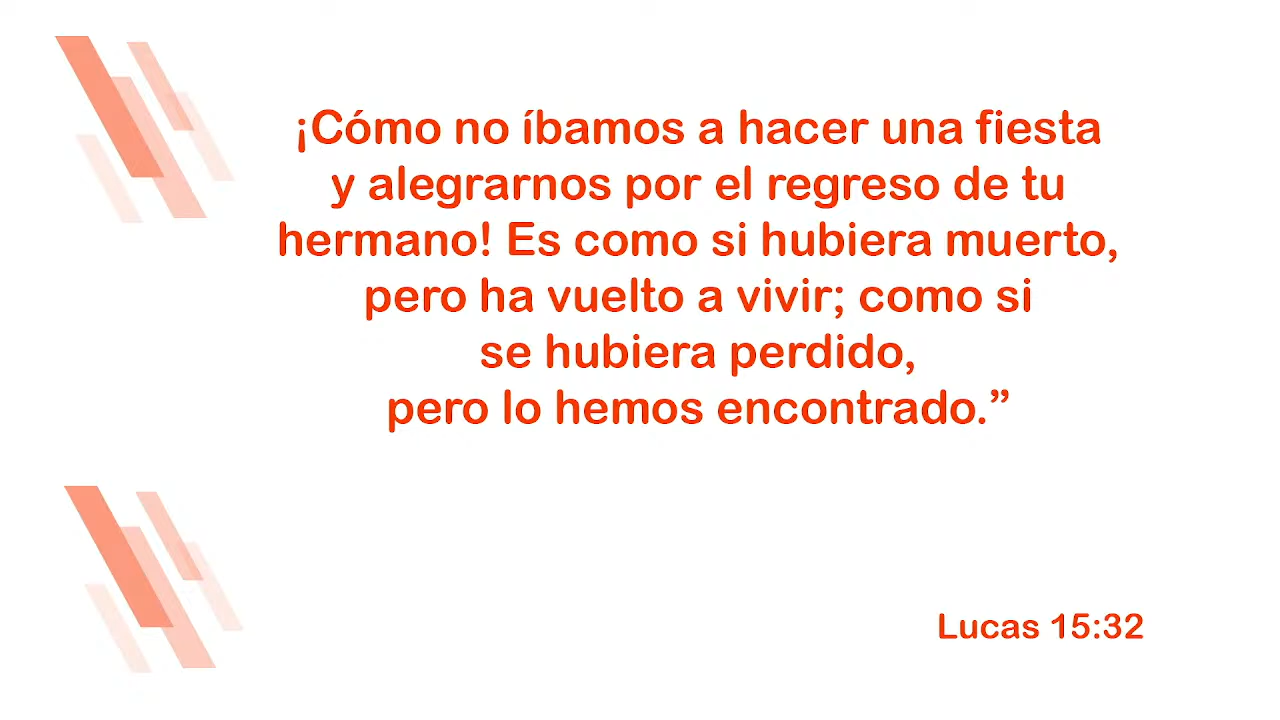 ¡Cómo no íbamos a hacer una fiesta
y alegrarnos por el regreso de tu
hermano! Es como si hubiera muerto,
pero ha vuelto a vivir; como si
se hubiera perdido,
pero lo hemos encontrado.”
Lucas 15:32